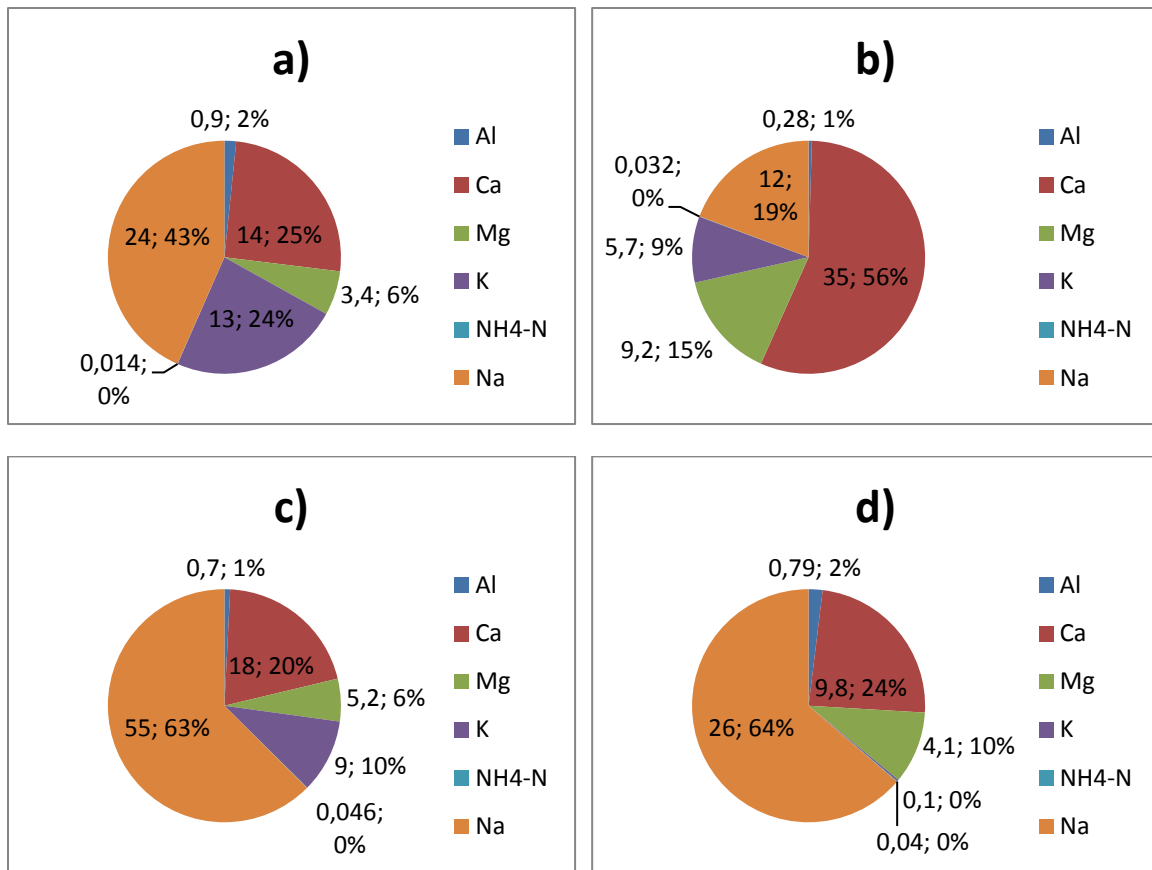 a)
0,9; 2%
14; 25%
3,4; 6%
13; 24%
0,014;
0%
24; 43%
Al
Ca
Mg
K
NH4-N
Na
b)
0,28; 1%
35; 56%
9,2; 15%
5,7; 9%
0,032;
0%
12;
19%
Al
Ca
Mg
K
NH4-N
Na
c)
0,7; 1%
18; 20%
5,2; 6%
9; 10%
0,046;
0%
55; 63%
Al
Ca
Mg
K
NH4-N
Na
d)
0,79; 2%
9,8; 24%
4,1; 10%
0,1; 0%
0,04; 0%
26; 64%
Al
Ca
Mg
K
NH4-N
Na